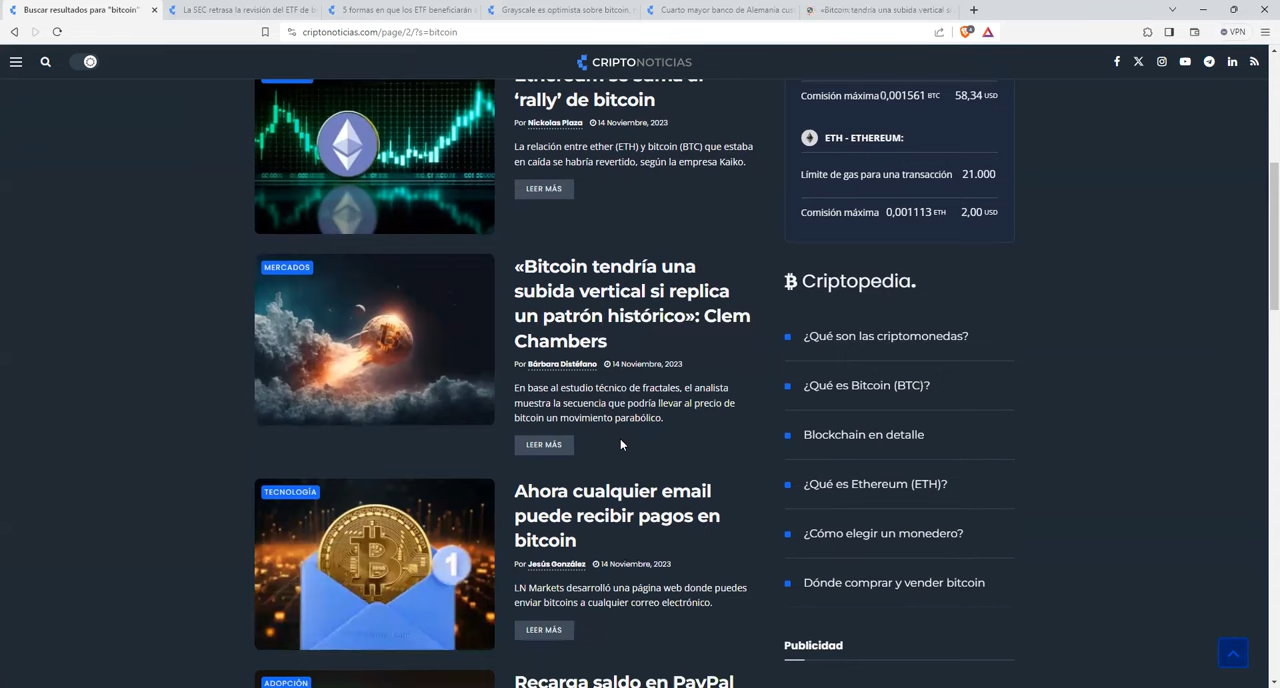 Buscar resultados para "bitcoin"
La SEC retrasa la revisión del ETF de b
5 formas en que los ETF beneficiarán
Grayscale es optimista sobre bitcoin,
Cuarto mayor banco de Alemania cus
«Bitcoin tendría una subida vertical s
criptonoticias.com/page/2/?s=bitcoin
VPN
CRIPTONOTICIAS
Ethereum se suma al
‘rally’ de bitcoin
Por Nickolas Plaza 14 Noviembre, 2023
La relación entre ether (ETH) y bitcoin (BTC) que estaba
en caída se habría revertido, según la empresa Kaiko.
LEER MÁS
MERCADOS
«Bitcoin tendría una
subida vertical si replica
un patrón histórico»: Clem
Chambers
Por Bárbara Distéfano 14 Noviembre, 2023
En base al estudio técnico de fractales, el analista
muestra la secuencia que podría llevar al precio de
bitcoin un movimiento parabólico.
LEER MÁS
TECNOLOGÍA
1
Ahora cualquier email
puede recibir pagos en
bitcoin
Por Jesús González 14 Noviembre, 2023
LN Markets desarrolló una página web donde puedes
enviar bitcoins a cualquier correo electrónico.
LEER MÁS
ADOPCIÓN
Recarga saldo en PayPal
Comisión máxima 0,001561 BTC 58,34 USD
ETH - ETHEREUM:
Límite de gas para una transacción 21.000
Comisión máxima 0,001113 ETH 2,00 USD
Criptopedia.
¿Qué son las criptomonedas?
¿Qué es Bitcoin (BTC)?
Blockchain en detalle
¿Qué es Ethereum (ETH)?
¿Cómo elegir un monedero?
Dónde comprar y vender bitcoin
Publicidad